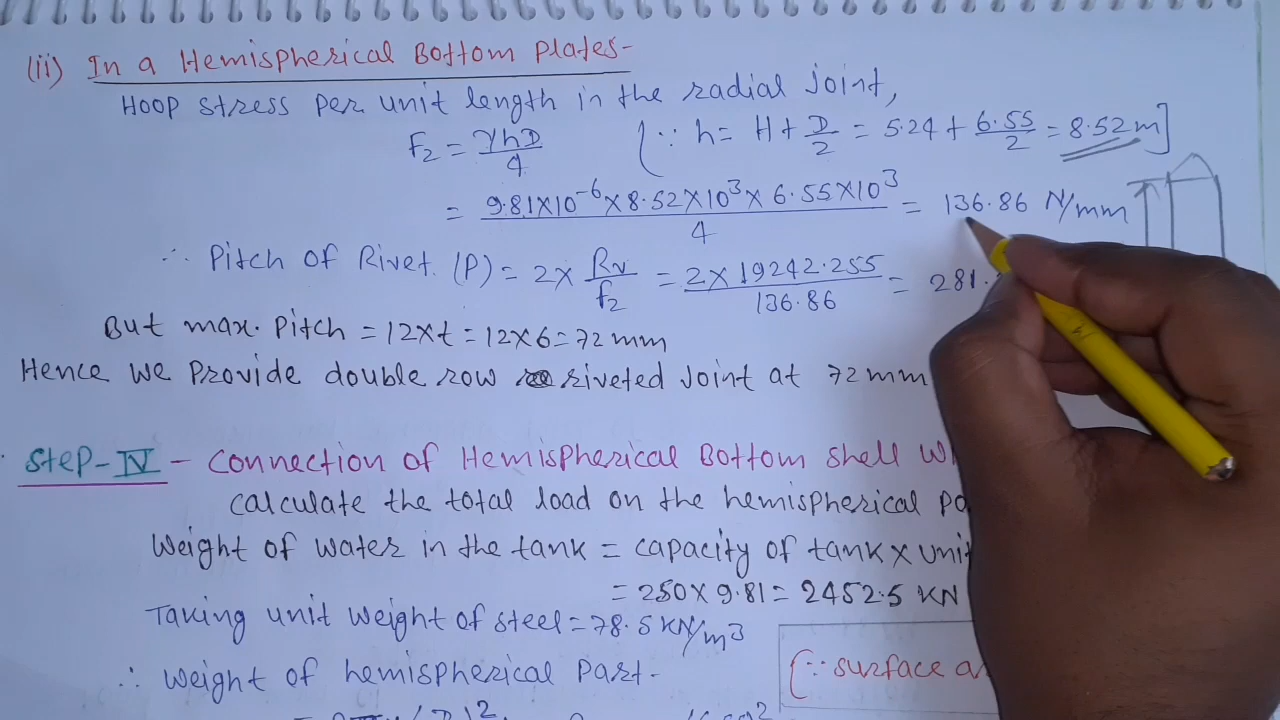 (ii) In a Hemispherical Bottom Plates-
Hoop stress per unit length in the radial Joint,
F₂ = γhD/4 [∵ h = H + D/2 = 5.24 + 6.55/2 = 8.52 m]
= 9.81×10⁻⁶ × 8.52×10³ × 6.55×10³ / 4 = 136.86 N/mm
∴ Pitch of Rivet. (P) = 2× Rv/f₂ = 2×19242.255/136.86 = 281.
But max. Pitch = 12×t = 12×6 = 72 mm
Hence we Provide double row riveted Joint at 72 mm
Step-IV - Connection of Hemispherical Bottom shell
calculate the total load on the hemispherical
Weight of water in the tank = capacity of tank ×
= 250 × 9.81 = 2452.5 KN
Taking unit weight of steel = 78.5 KN/m³
(∵ surface
∴ Weight of hemispherical Part-